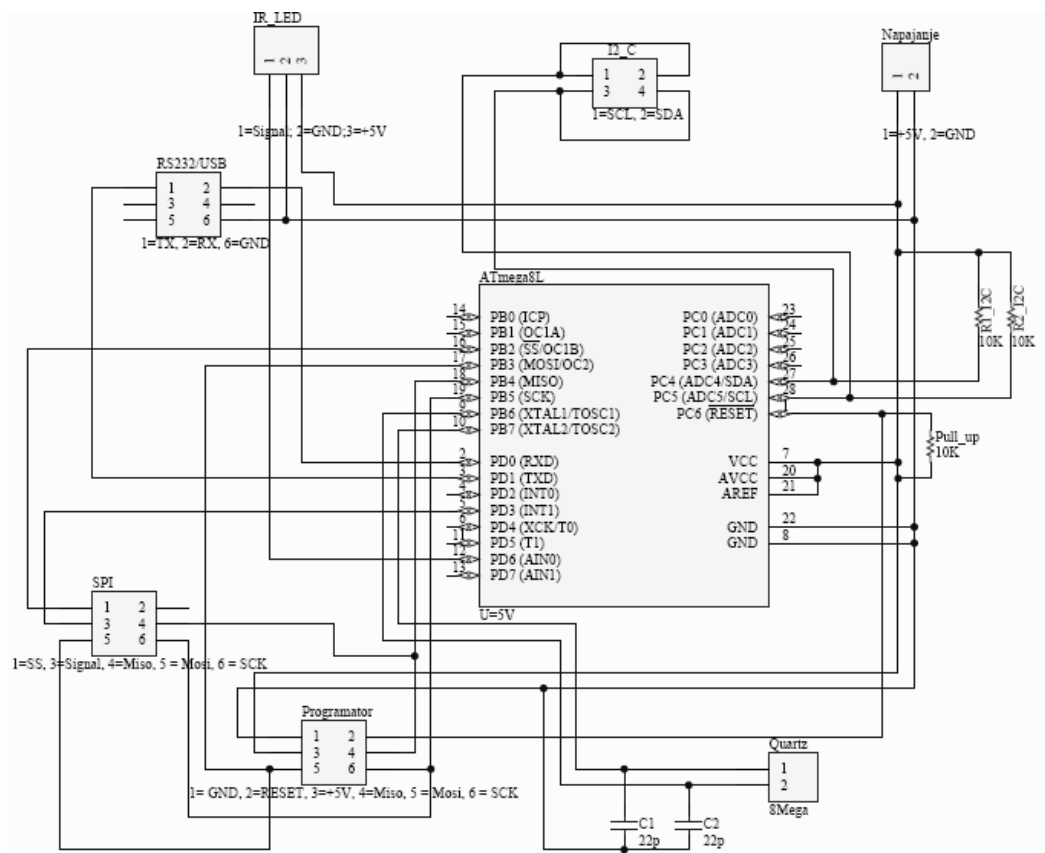 IR_LED
1 2 3
1=Signal; 2=GND;3=+5V
I2_C
1 2
3 4
1=SCL, 2=SDA
Napajanje
1 2
1=+5V, 2=GND
RS232/USB
1 2
3 4
5 6
1=TX, 2=RX, 6=GND
R1_I2C
10K
R2_I2C
10K
ATmega8L
14 PB0 (ICP) PC0 (ADC0) 23
15 PB1 (OC1A) PC1 (ADC1) 24
16 PB2 (SS/OC1B) PC2 (ADC2) 25
17 PB3 (MOSI/OC2) PC3 (ADC3) 26
18 PB4 (MISO) PC4 (ADC4/SDA) 27
19 PB5 (SCK) PC5 (ADC5/SCL) 28
9 PB6 (XTAL1/TOSC1) PC6 (RESET) 1
10 PB7 (XTAL2/TOSC2)
2 PD0 (RXD) VCC 7
3 PD1 (TXD) AVCC 20
4 PD2 (INT0) AREF 21
5 PD3 (INT1)
6 PD4 (XCK/T0) GND 22
11 PD5 (T1) GND 8
12 PD6 (AIN0)
13 PD7 (AIN1)
U=5V
Pull_up
10K
SPI
1 2
3 4
5 6
1=SS, 3=Signal, 4=Miso, 5 = Mosi, 6 = SCK
Programator
1 2
3 4
5 6
1= GND, 2=RESET, 3=+5V, 4=Miso, 5 = Mosi, 6 = SCK
Quartz
1
2
8Mega
C1
22p
C2
22p